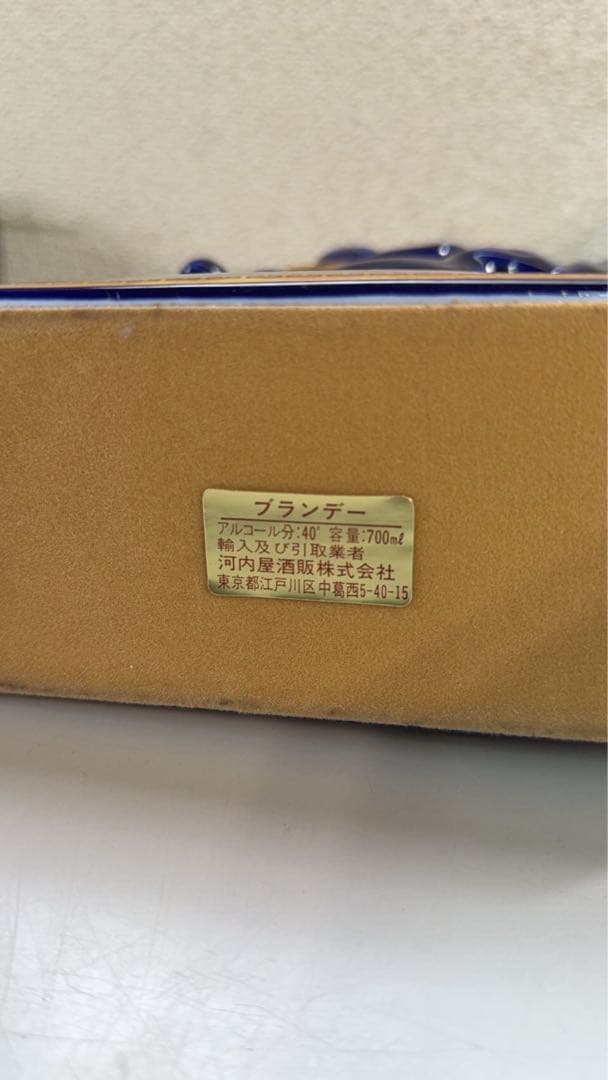 ブランデー
アルコール分:40° 容量:700mℓ
輸入及び引取業者
河内屋酒販株式会社
東京都江戸川区中葛西5-40-15